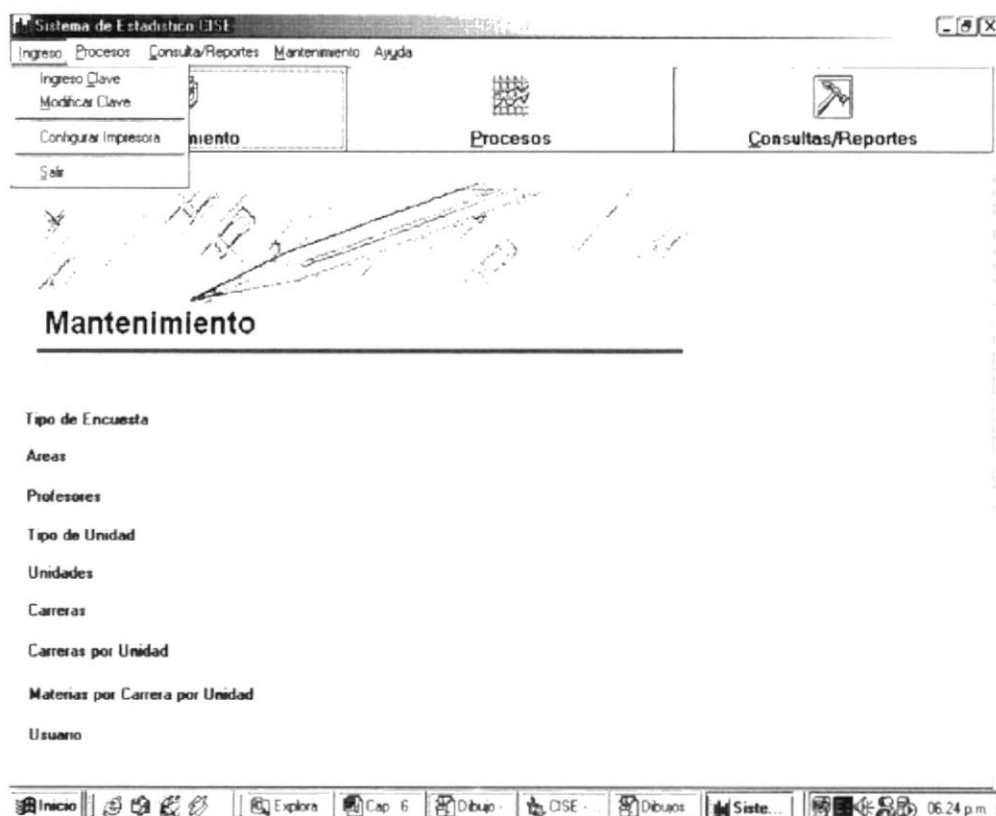 Sistema de Estadistico CISE
Ingreso Procesos Consulta/Reportes Mantenimiento Ayuda
Ingreso Clave
Modificar Clave
Configurar Impresora
Salir
miento
Procesos
Consultas/Reportes
Mantenimiento
Tipo de Encuesta
Areas
Profesores
Tipo de Unidad
Unidades
Carreras
Carreras por Unidad
Materias por Carrera por Unidad
Usuario
Inicio Explora Cap 6 Dibujo - CISE - ... Dibujos Siste... 06.24 p.m.